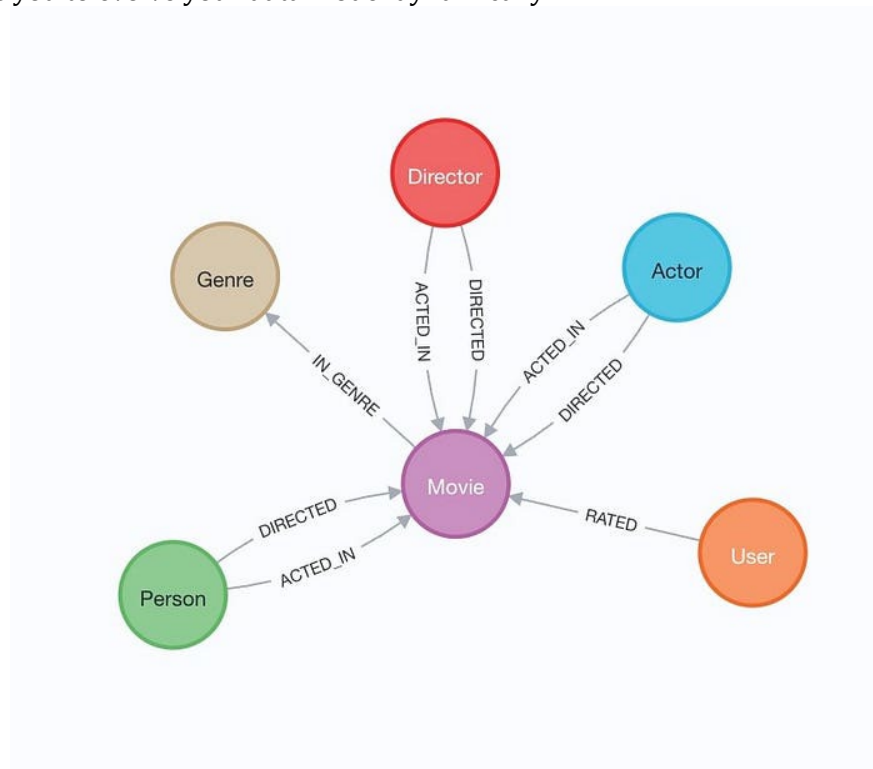 Director
Genre
Actor
ACTED_IN
DIRECTED
ACTED_IN
DIRECTED
IN_GENRE
Movie
DIRECTED
ACTED_IN
RATED
User
Person